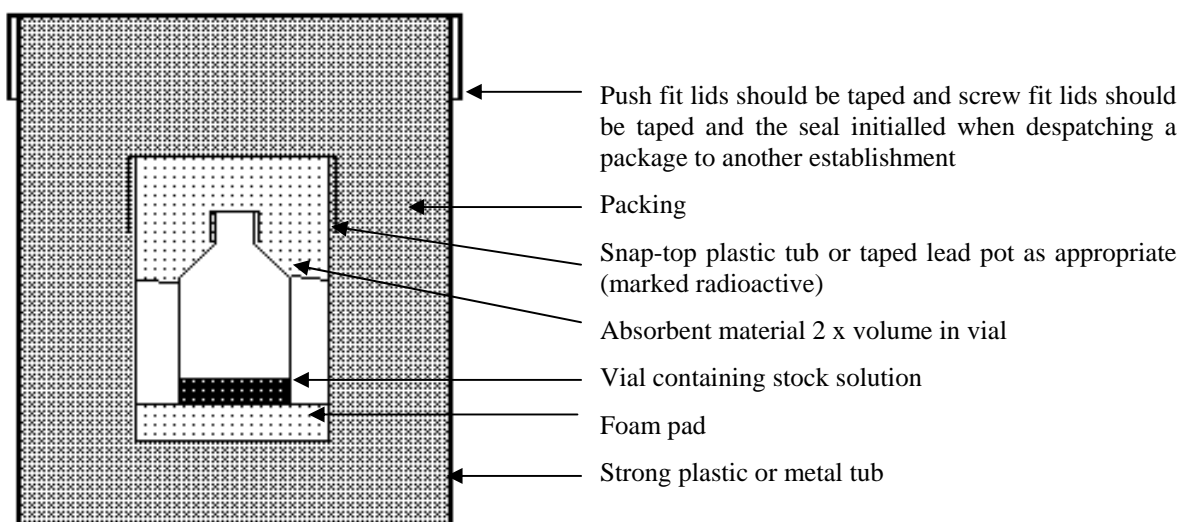 Push fit lids should be taped and screw fit lids should
be taped and the seal initialled when despatching a
package to another establishment
Packing
Snap-top plastic tub or taped lead pot as appropriate
(marked radioactive)
Absorbent material 2 x volume in vial
Vial containing stock solution
Foam pad
Strong plastic or metal tub